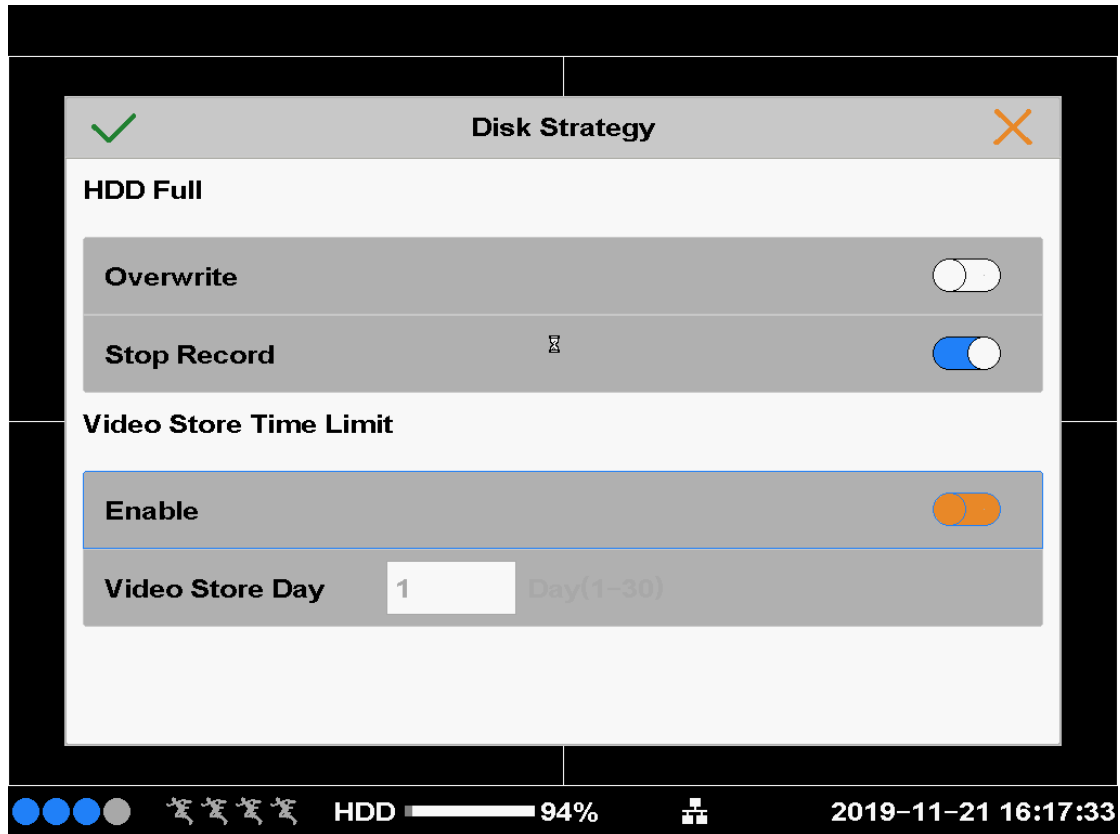 Disk Strategy
HDD Full
Overwrite
Stop Record
Video Store Time Limit
Enable
Video Store Day 1 Day(1-30)
HDD 94% 2019-11-21 16:17:33